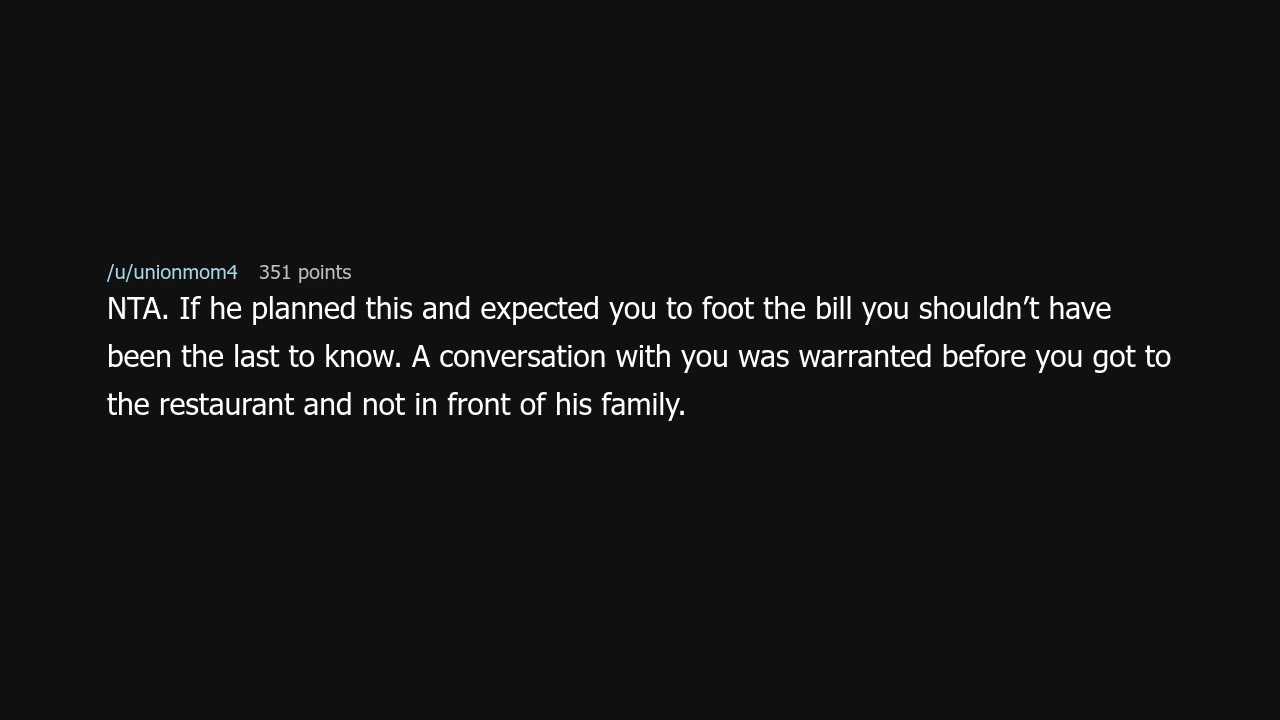 /u/unionmom4 351 points
NTA. If he planned this and expected you to foot the bill you shouldn’t have
been the last to know. A conversation with you was warranted before you got to
the restaurant and not in front of his family.